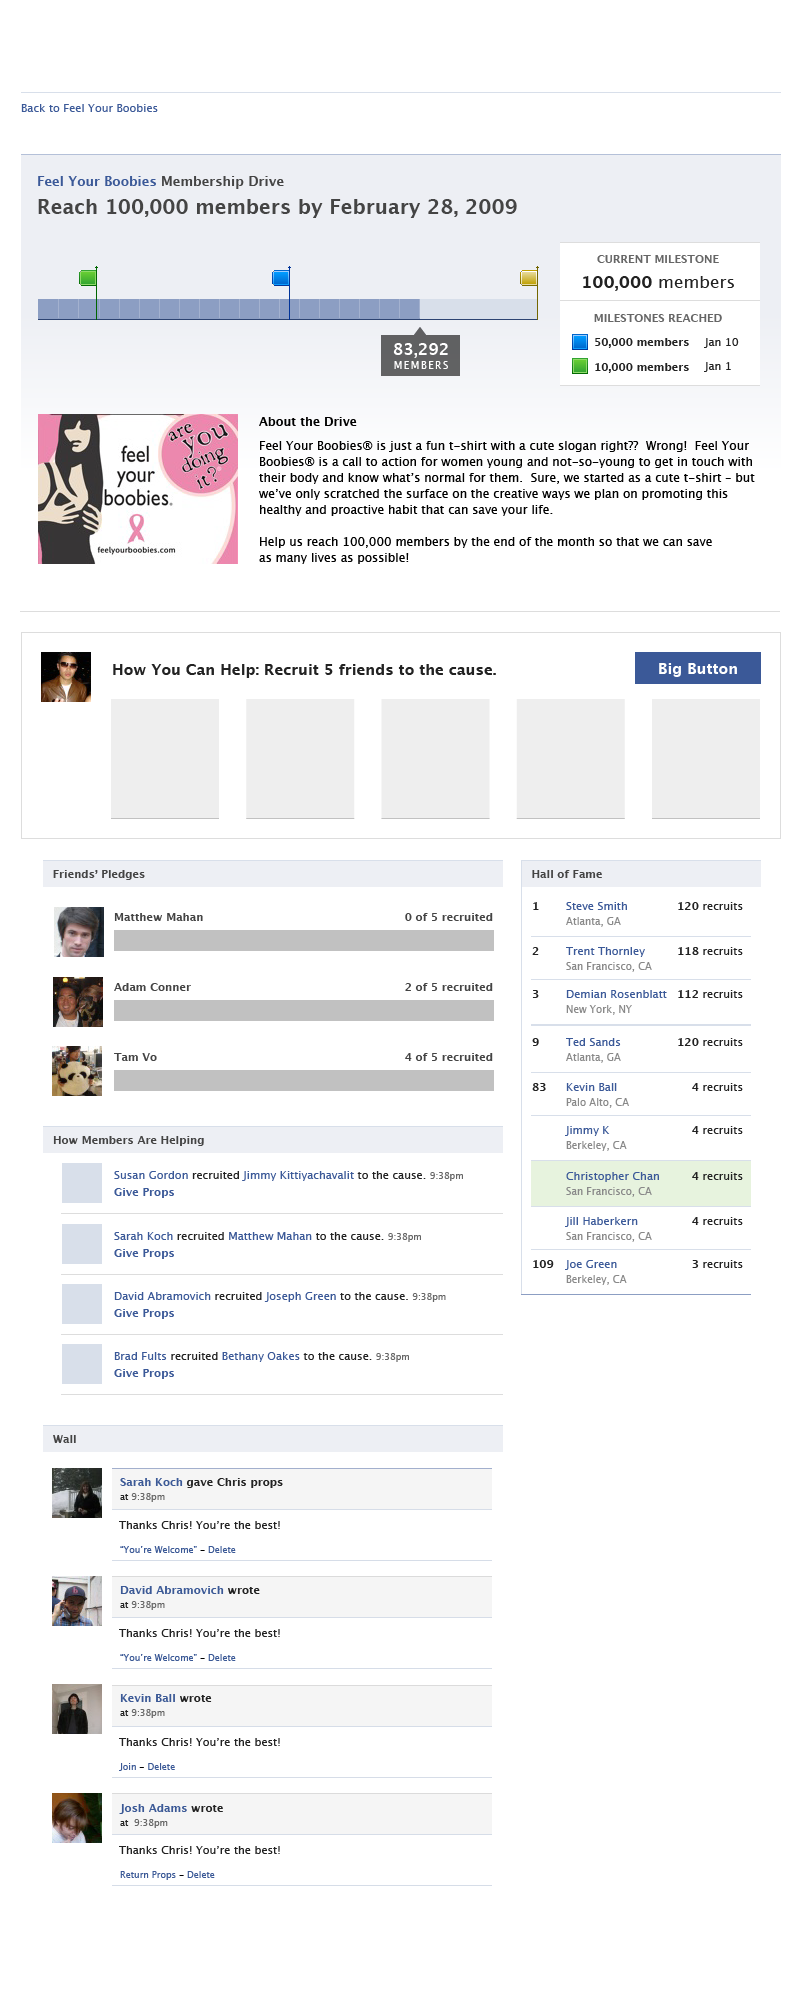 Back to Feel Your Boobies
Feel Your Boobies Membership Drive
Reach 100,000 members by February 28, 2009
CURRENT MILESTONE
100,000 members
MILESTONES REACHED
50,000 members Jan 10
10,000 members Jan 1
83,292
MEMBERS
feel
your
boobies®
are
you
doing
it?
feelyourboobies.com
About the Drive
Feel Your Boobies® is just a fun t-shirt with a cute slogan right?? Wrong! Feel Your
Boobies® is a call to action for women young and not-so-young to get in touch with
their body and know what's normal for them. Sure, we started as a cute t-shirt - but
we've only scratched the surface on the creative ways we plan on promoting this
healthy and proactive habit that can save your life.
Help us reach 100,000 members by the end of the month so that we can save
as many lives as possible!
How You Can Help: Recruit 5 friends to the cause.
Big Button
Friends' Pledges
Matthew Mahan 0 of 5 recruited
Adam Conner 2 of 5 recruited
Tam Vo 4 of 5 recruited
How Members Are Helping
Susan Gordon recruited Jimmy Kittiyachavalit to the cause. 9:38pm
Give Props
Sarah Koch recruited Matthew Mahan to the cause. 9:38pm
Give Props
David Abramovich recruited Joseph Green to the cause. 9:38pm
Give Props
Brad Fults recruited Bethany Oakes to the cause. 9:38pm
Give Props
Hall of Fame
1 Steve Smith 120 recruits
Atlanta, GA
2 Trent Thornley 118 recruits
San Francisco, CA
3 Demian Rosenblatt 112 recruits
New York, NY
9 Ted Sands 120 recruits
Atlanta, GA
83 Kevin Ball 4 recruits
Palo Alto, CA
Jimmy K 4 recruits
Berkeley, CA
Christopher Chan 4 recruits
San Francisco, CA
Jill Haberkern 4 recruits
San Francisco, CA
109 Joe Green 3 recruits
Berkeley, CA
Wall
Sarah Koch gave Chris props
at 9:38pm
Thanks Chris! You're the best!
"You're Welcome" - Delete
David Abramovich wrote
at 9:38pm
Thanks Chris! You're the best!
"You're Welcome" - Delete
Kevin Ball wrote
at 9:38pm
Thanks Chris! You're the best!
Join - Delete
Josh Adams wrote
at 9:38pm
Thanks Chris! You're the best!
Return Props - Delete